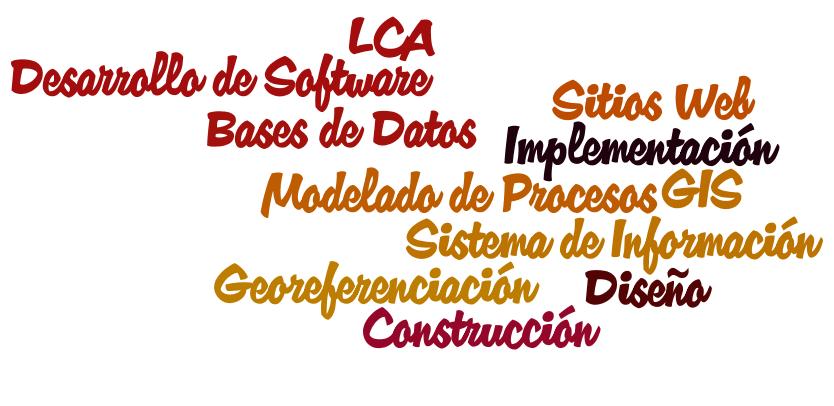 LCA
Desarrollo de Software
Sitios Web
Bases de Datos
Implementación
Modelado de Procesos
GIS
Sistema de Información
Georeferenciación
Diseño
Construcción